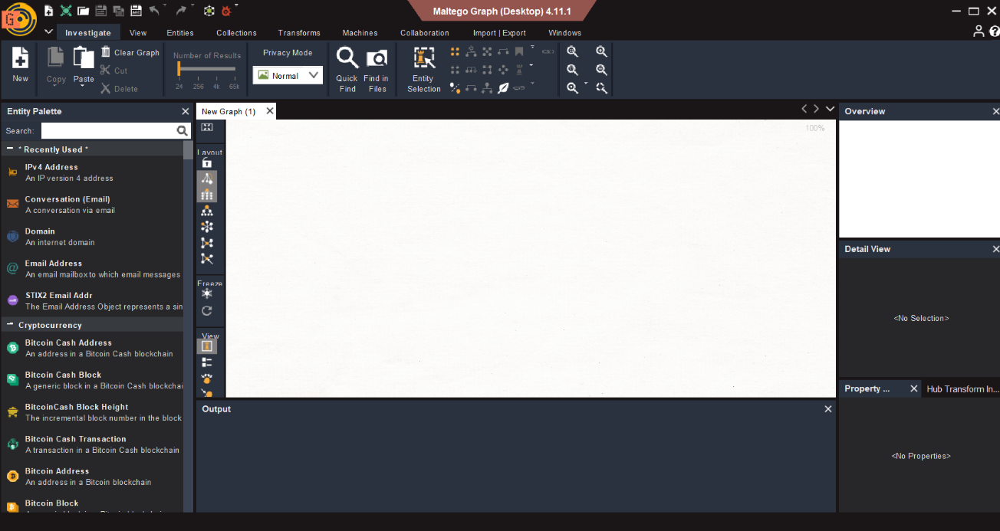 Maltego Graph (Desktop) 4.11.1
Investigate View Entities Collections Transforms Machines Collaboration Import | Export Windows
New
Copy
Paste
Clear Graph
Cut
Delete
Number of Results
24 256 4k 65k
Privacy Mode
Normal
Quick
Find
Find in
Files
Entity
Selection
Entity Palette
Search:
* Recently Used *
IPv4 Address
An IP version 4 address
Conversation (Email)
A conversation via email
Domain
An internet domain
Email Address
An email mailbox to which email messages
STIX2 Email Addr
The Email Address Object represents a sin
Cryptocurrency
Bitcoin Cash Address
An address in a Bitcoin Cash blockchain
Bitcoin Cash Block
A generic block in a Bitcoin Cash blockchai
BitcoinCash Block Height
The incremental block number in the block
Bitcoin Cash Transaction
A transaction in a Bitcoin Cash blockchain
Bitcoin Address
An address in a Bitcoin blockchain
Bitcoin Block
New Graph (1)
100%
Layout
Freeze
View
Output
Overview
Detail View
<No Selection>
Property ...
Hub Transform In...
<No Properties>